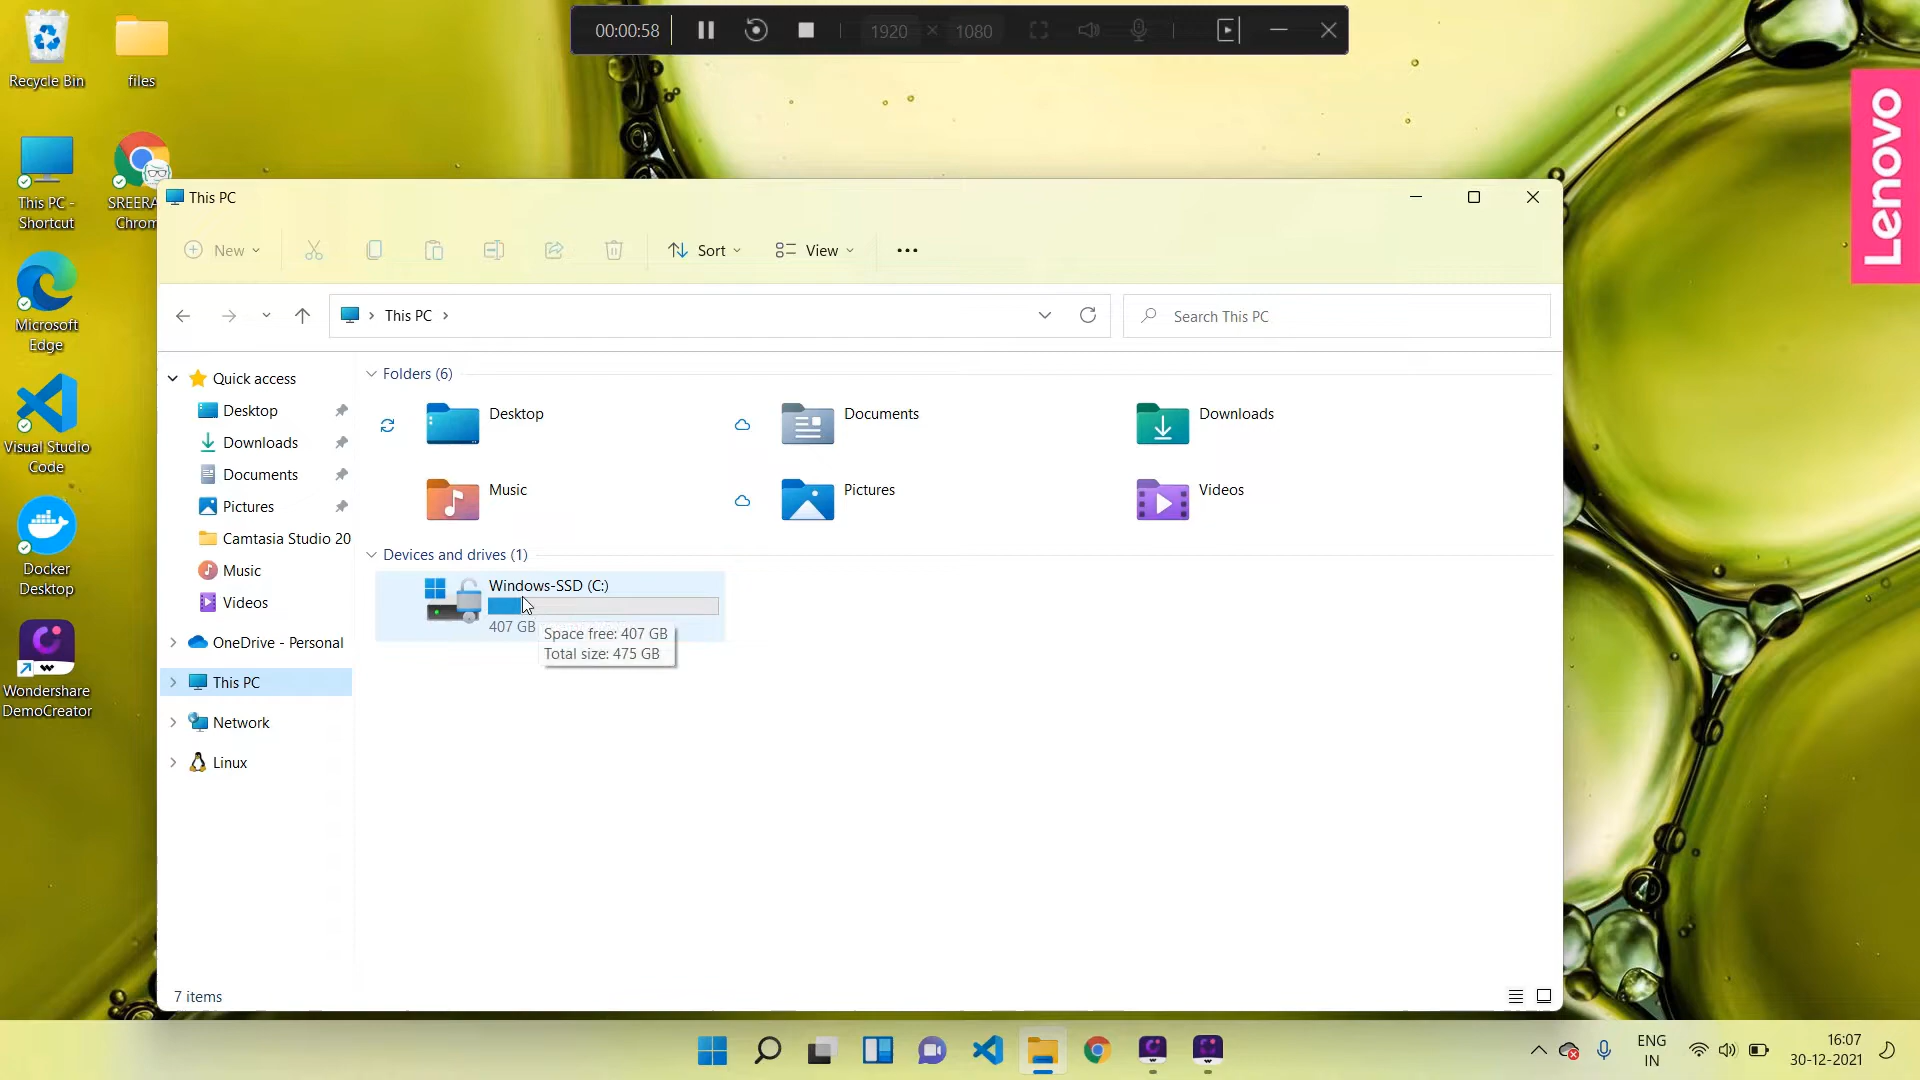 00:00:58
1920 × 1080
Recycle Bin
files
This PC -
Shortcut
SREERA
Chrom
Microsoft
Edge
Visual Studio
Code
Docker
Desktop
Wondershare
DemoCreator
Lenovo
This PC
New
Sort
View
This PC
Search This PC
Quick access
Desktop
Downloads
Documents
Pictures
Camtasia Studio 20
Music
Videos
OneDrive - Personal
This PC
Network
Linux
Folders (6)
Desktop
Documents
Downloads
Music
Pictures
Videos
Devices and drives (1)
Windows-SSD (C:)
407 GB
Space free: 407 GB
Total size: 475 GB
7 items
ENG
IN
16:07
30-12-2021